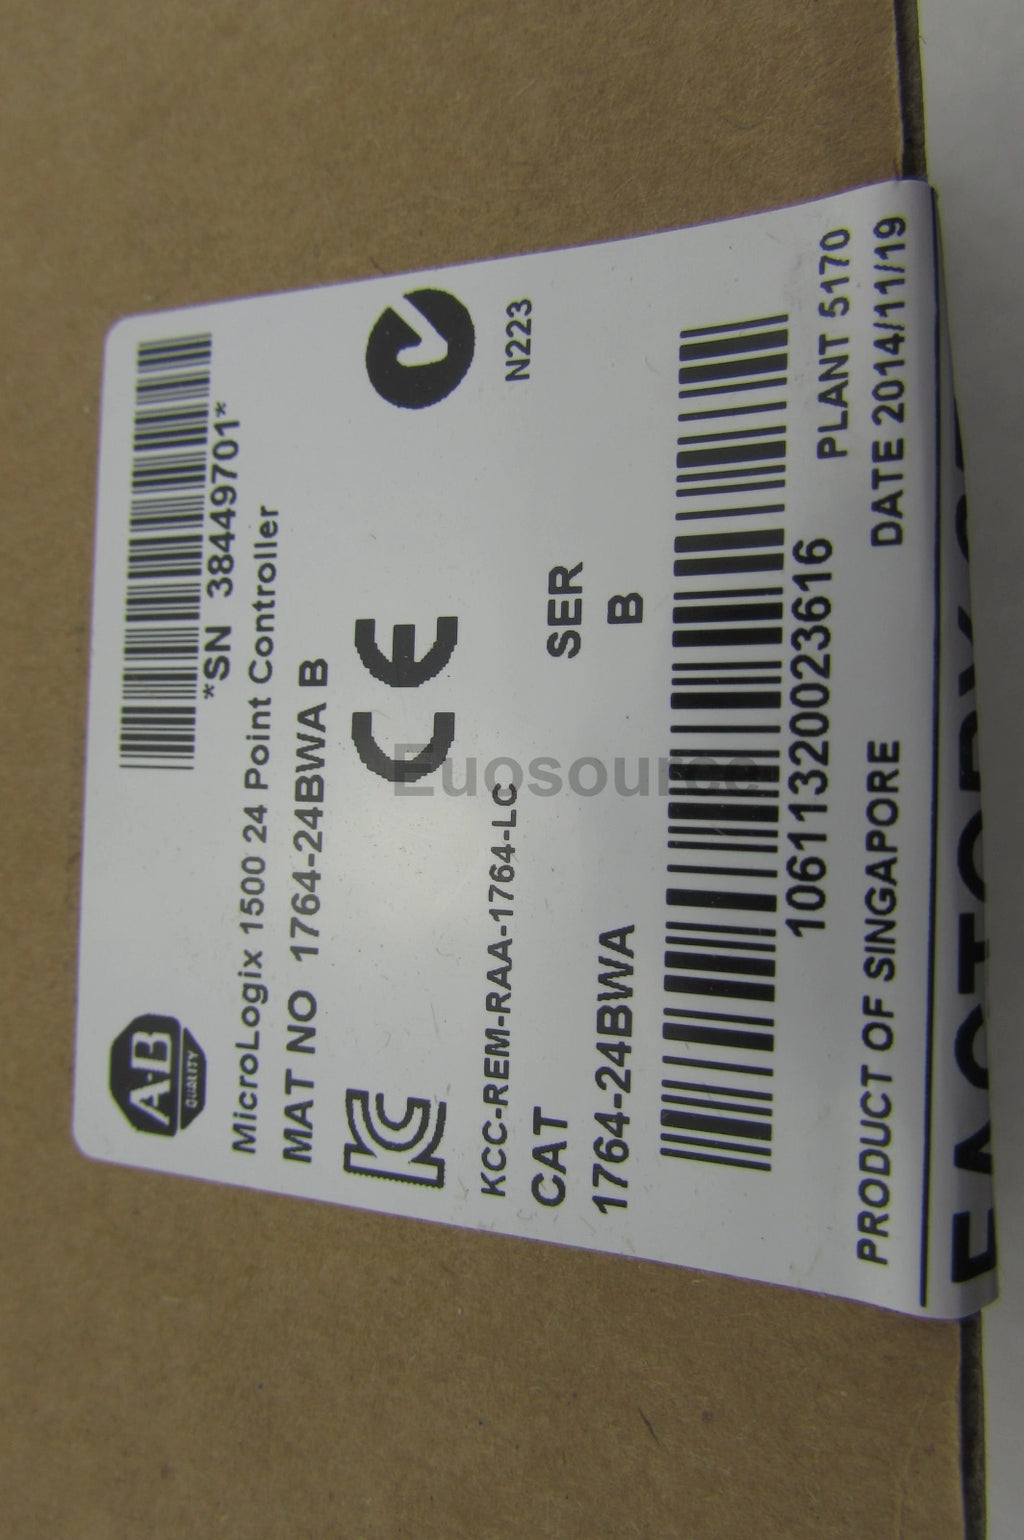 A-B
QUALITY
*SN 38449701*
MicroLogix 1500 24 Point Controller
MAT NO 1764-24BWA B
KCC-REM-RAA-1764-LC
N223
CAT
1764-24BWA
SER
B
10611320023616
PLANT 5170
PRODUCT OF SINGAPORE
DATE 2014/11/19
Euosource